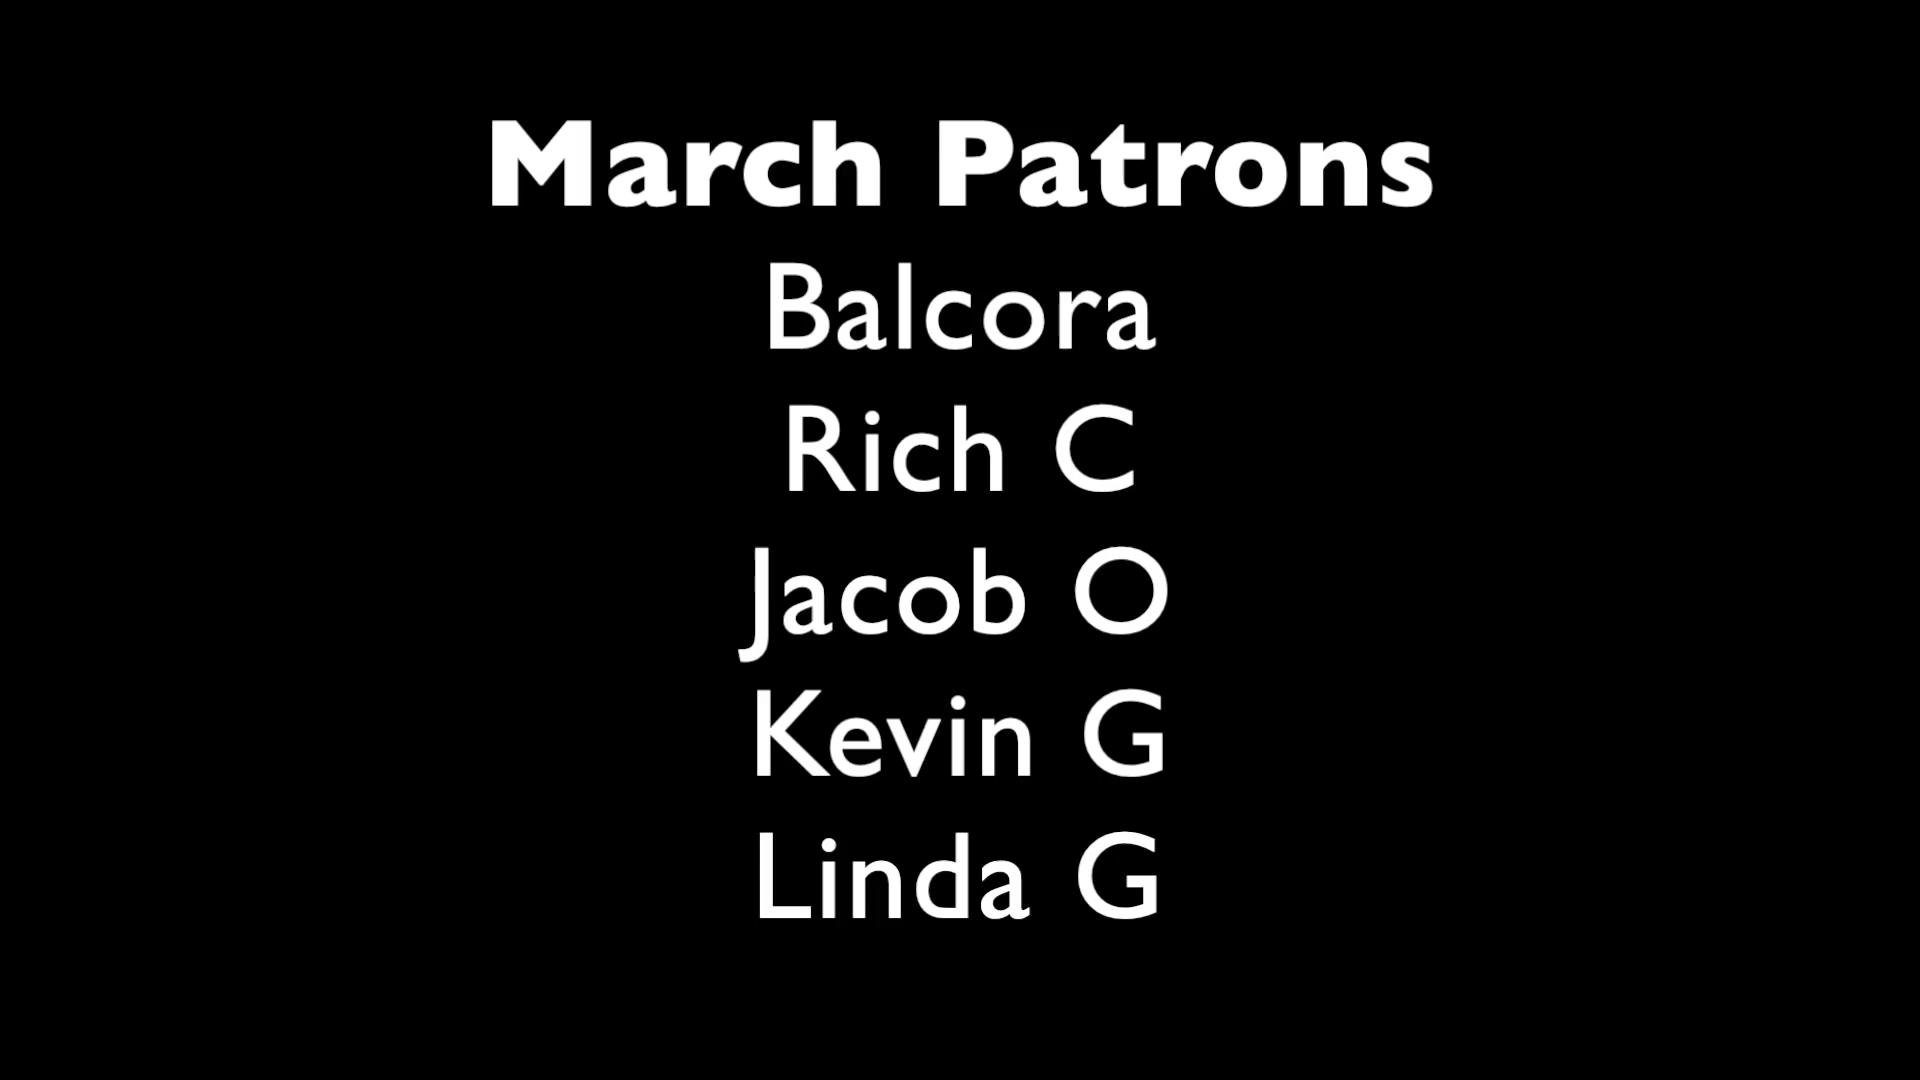 March Patrons
Balcora
Rich C
Jacob O
Kevin G
Linda G